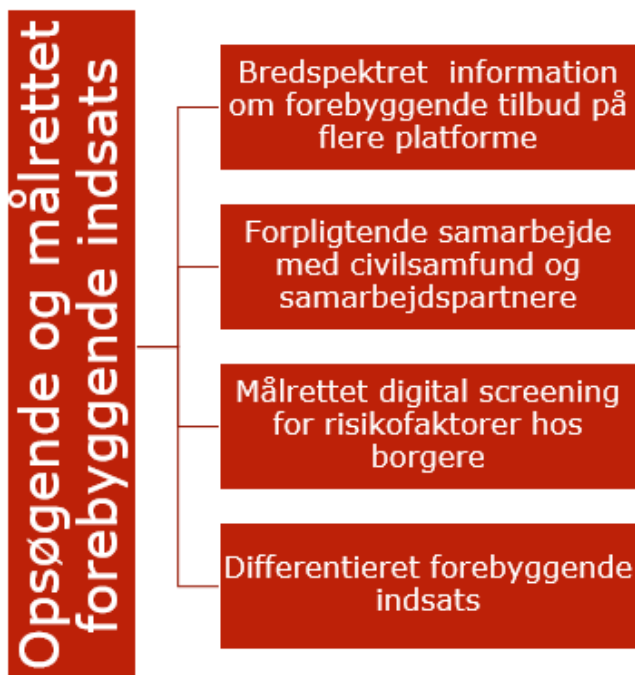 Opsøgende og målrettet
forebyggende indsats
Bredspektret information
om forebyggende tilbud på
flere platforme
Forpligtende samarbejde
med civilsamfund og
samarbejdspartnere
Målrettet digital screening
for risikofaktorer hos
borgere
Differentieret forebyggende
indsats